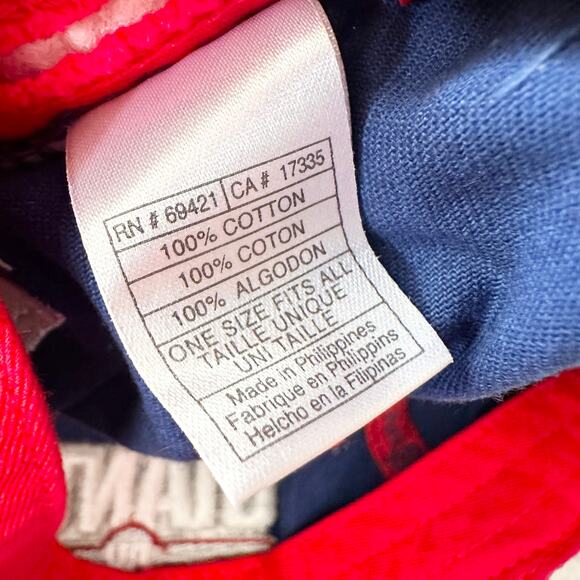 RN # 69421 CA # 17335
100% COTTON
100% COTON
100% ALGODON
ONE SIZE FITS ALL
TAILLE UNIQUE
UNI TAILLE
Made in Philippines
Fabrique en Philippins
Helcho en la Filipinas